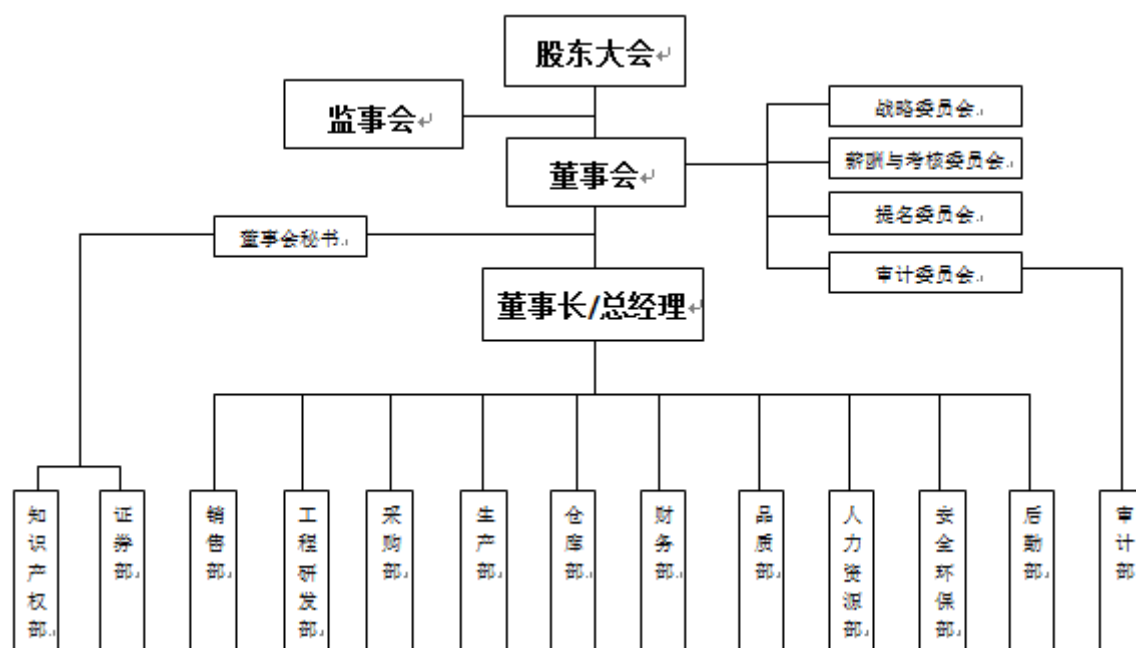 股东大会
监事会
战略委员会
薪酬与考核委员会
董事会
提名委员会
董事会秘书
审计委员会
董事长/总经理
知识产权部
证券部
销售部
工程研发部
采购部
生产部
仓库部
财务部
品质部
人力资源部
安全环保部
后勤部
审计部